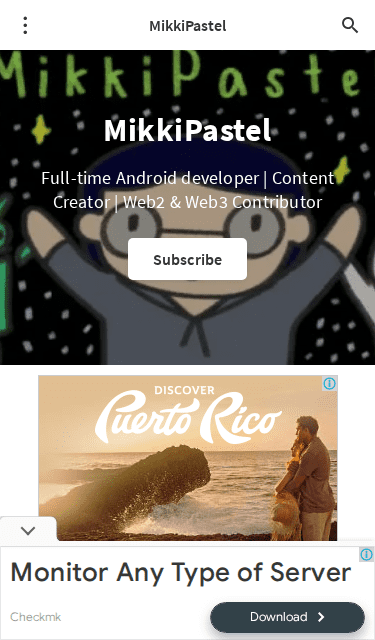 MikkiPastel
MikkiPaste
MikkiPastel
Full-time Android developer | Content
Creator | Web2 & Web3 Contributor
Subscribe
DISCOVER
Puerto Rico
Monitor Any Type of Server
Checkmk
Download